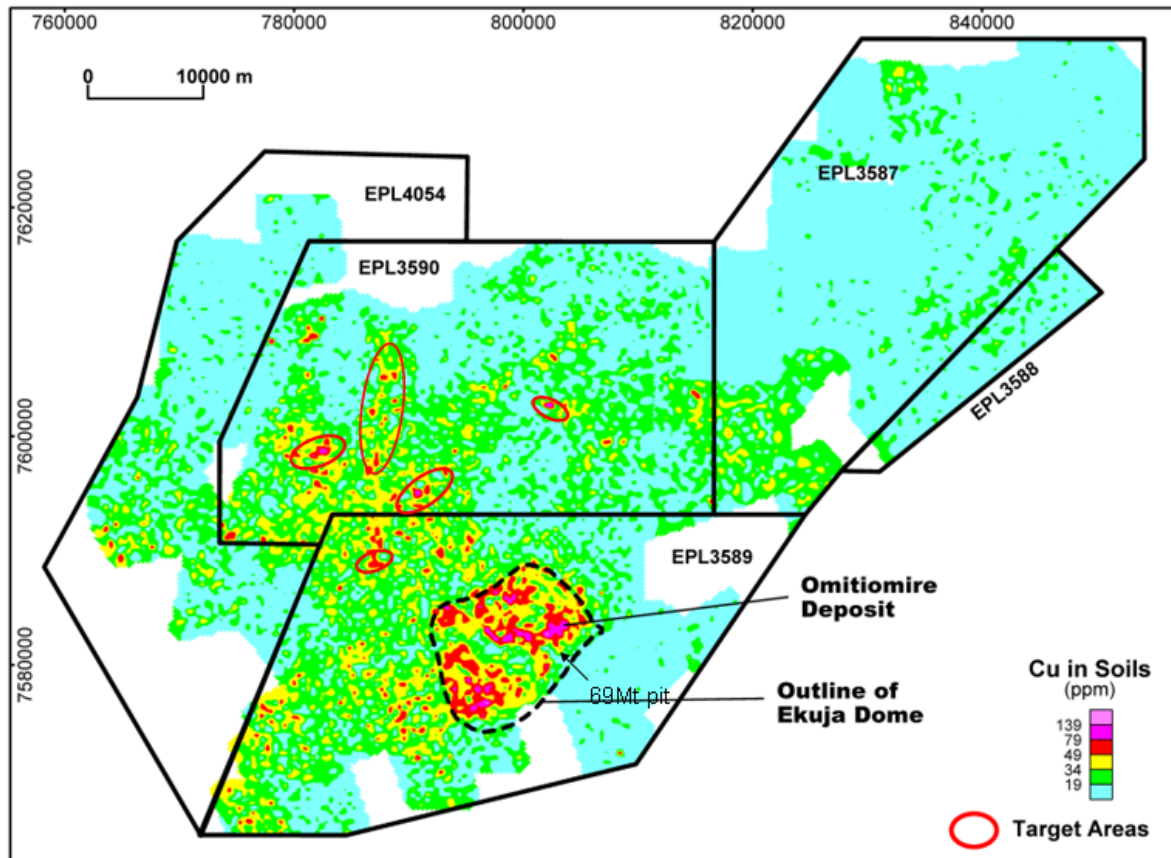 760000
780000
800000
820000
840000
0 10000 m
7620000
7600000
7580000
EPL4054
EPL3587
EPL3590
EPL3588
EPL3589
Omitiomire
Deposit
69Mt pit
Outline of
Ekuja Dome
Cu in Soils
(ppm)
139
79
49
34
19
Target Areas